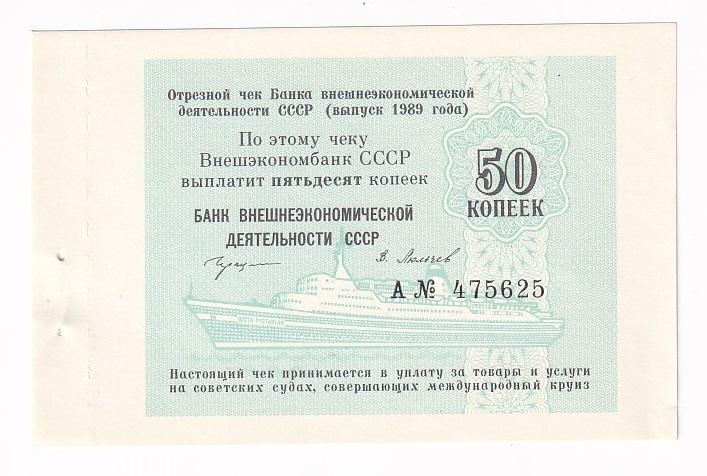 Отрезной чек Банка внешнеэкономической
деятельности СССР (выпуск 1989 года)
По этому чеку
Внешэкономбанк СССР
выплатит пятьдесят копеек
50
КОПЕЕК
БАНК ВНЕШНЕЭКОНОМИЧЕСКОЙ
ДЕЯТЕЛЬНОСТИ СССР
А № 475625
Настоящий чек принимается в уплату за товары и услуги
на советских судах, совершающих международный круиз